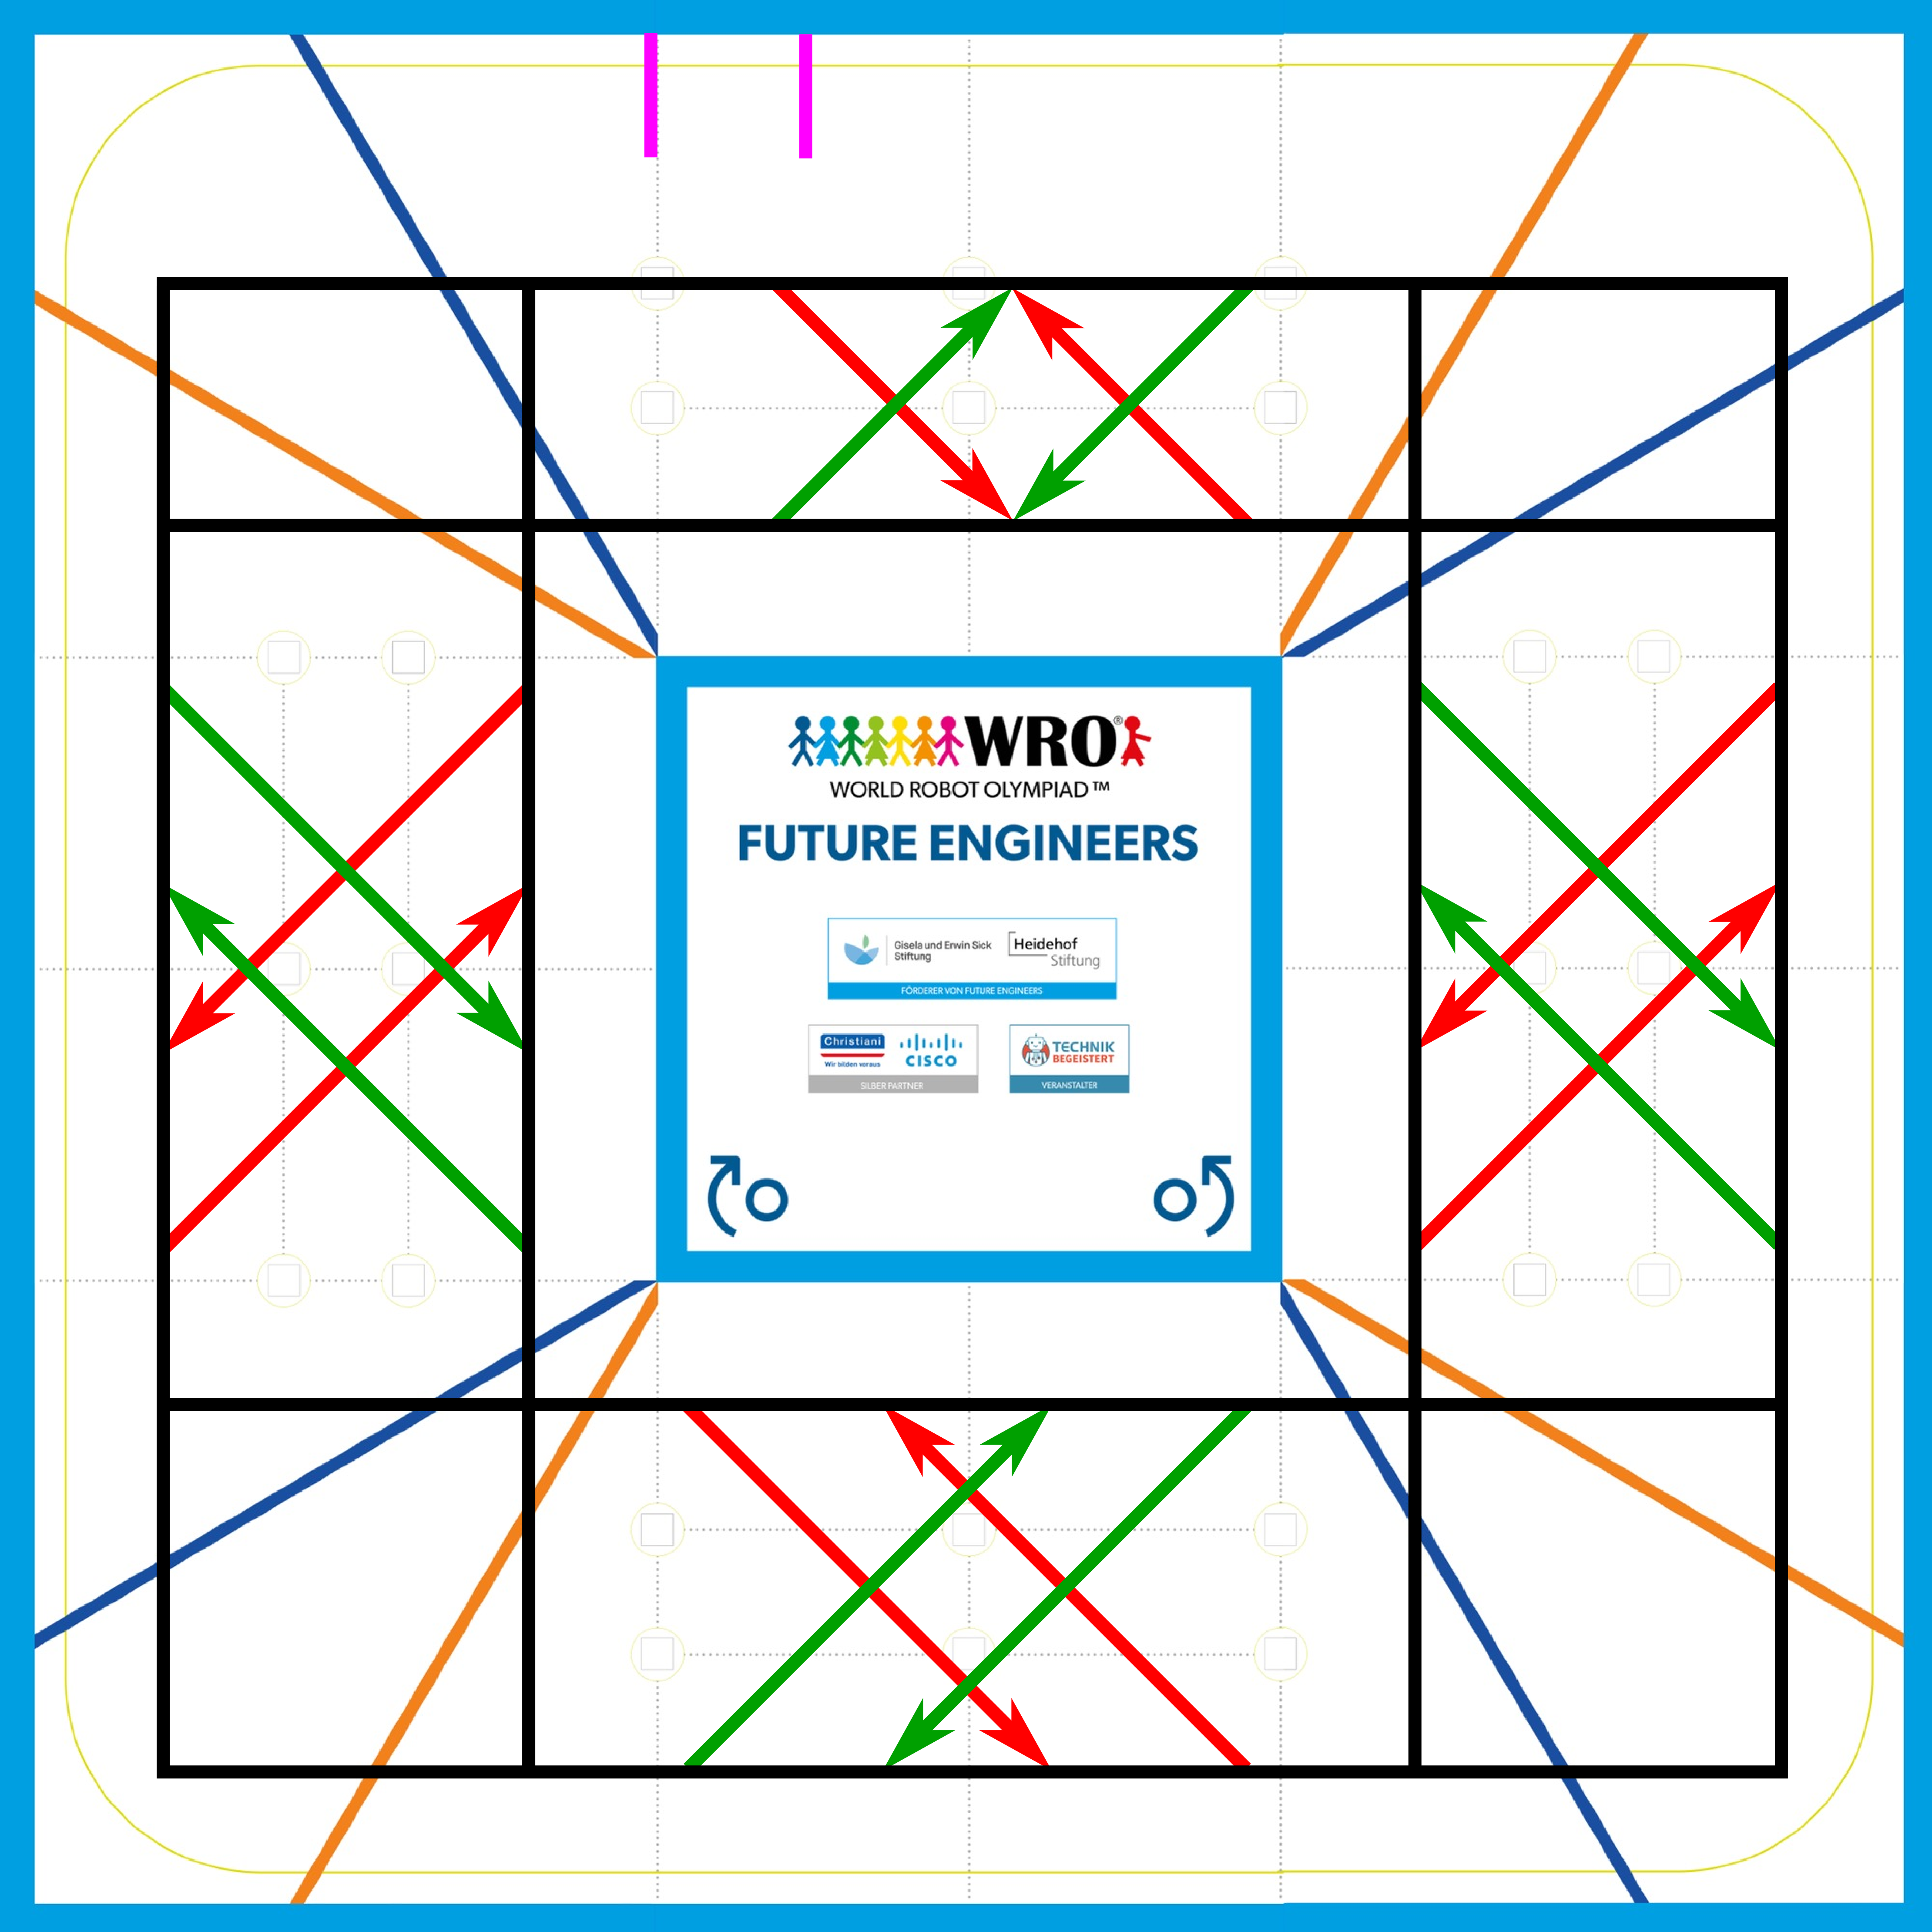 WRO®
WORLD ROBOT OLYMPIAD™
FUTURE ENGINEERS
Gisela und Erwin Sick
Stiftung
Heidehof
Stiftung
FÖRDERER VON FUTURE ENGINEERS
Christiani
Wir bilden voraus
CISCO
SILBER PARTNER
TECHNIK
BEGEISTERT
VERANSTALTER